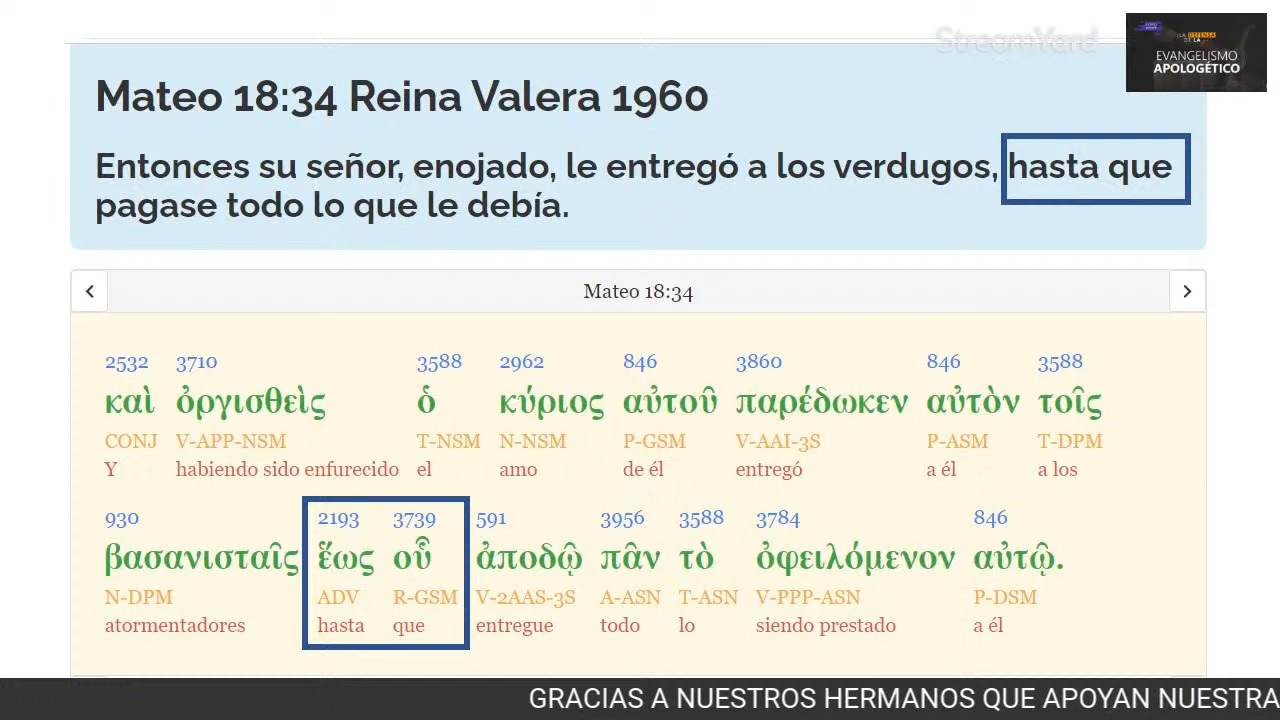 StreamYard
¡LA DEFENSA
DE LA
EVANGELISMO
APOLOGÉTICO
Mateo 18:34 Reina Valera 1960
Entonces su señor, enojado, le entregó a los verdugos, hasta que
pagase todo lo que le debía.
Mateo 18:34
2532 3710 3588 2962 846 3860 846 3588
καὶ ὀργισθεὶς ὁ κύριος αὐτοῦ παρέδωκεν αὐτὸν τοῖς
CONJ V-APP-NSM T-NSM N-NSM P-GSM V-AAI-3S P-ASM T-DPM
Y habiendo sido enfurecido el amo de él entregó a él a los
930 2193 3739 591 3956 3588 3784 846
βασανισταῖς ἕως οὗ ἀποδῷ πᾶν τὸ ὀφειλόμενον αὐτῷ.
N-DPM ADV R-GSM V-2AAS-3S A-ASN T-ASN V-PPP-ASN P-DSM
atormentadores hasta que entregue todo lo siendo prestado a él
GRACIAS A NUESTROS HERMANOS QUE APOYAN NUESTRA